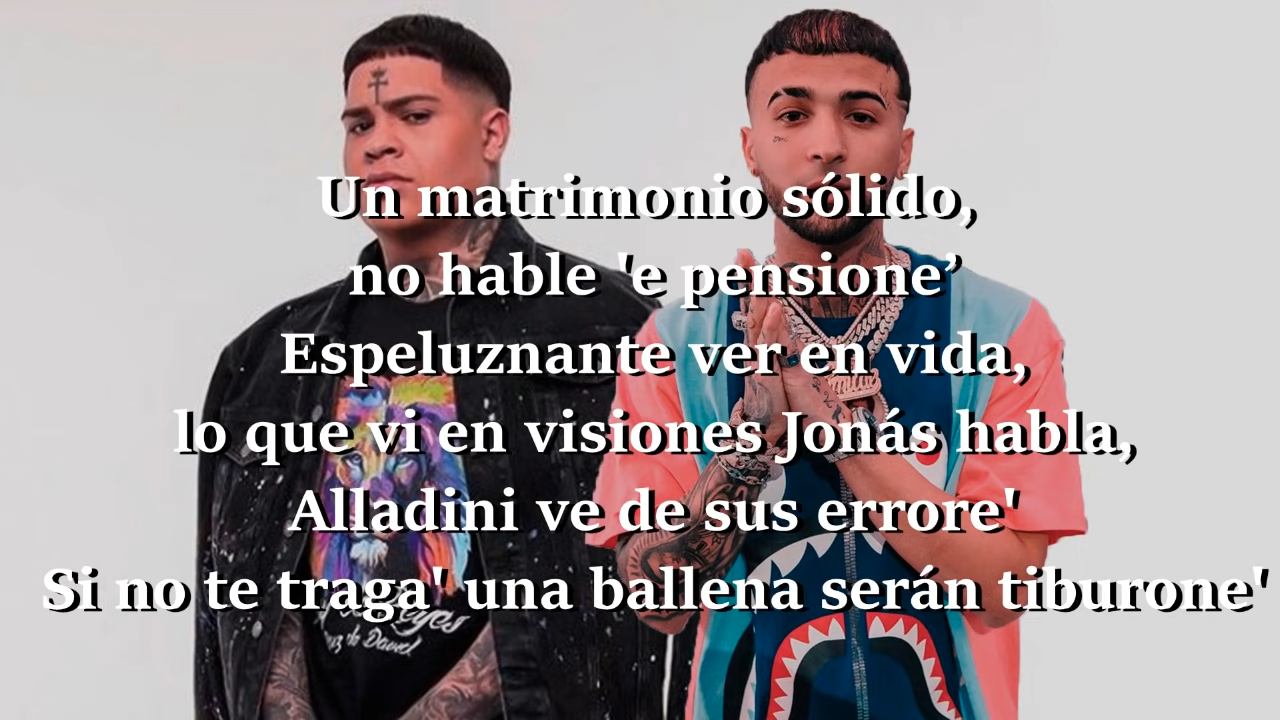 Un matrimonio sólido,
no hable 'e pensione’
Espeluznante ver en vida,
lo que vi en visiones Jonás habla,
Alladini ve de sus errore'
Si no te traga' una ballena serán tiburone'